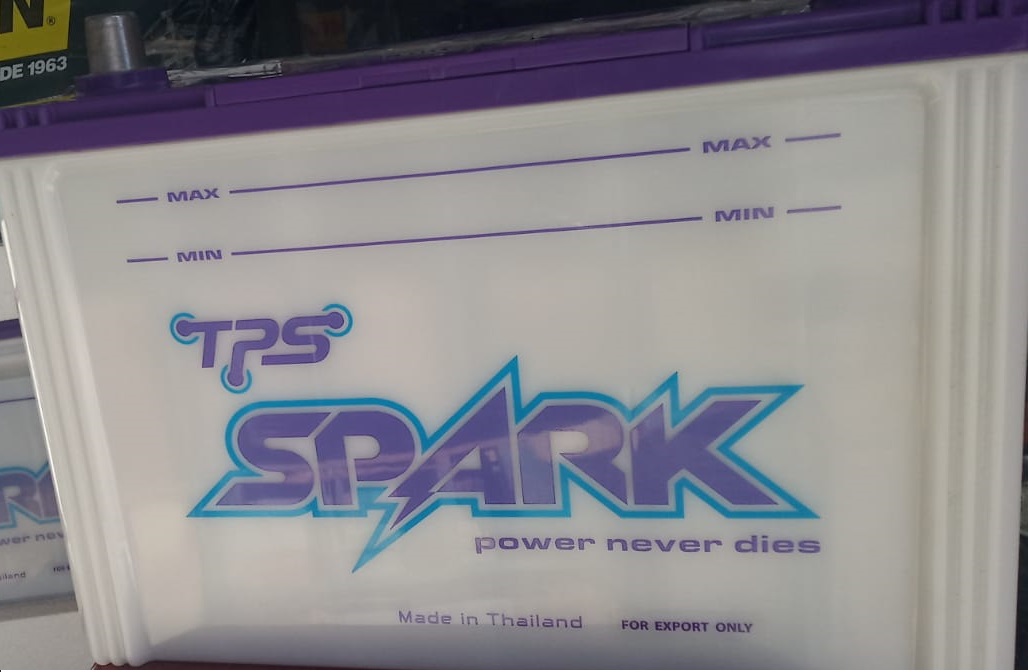 N®
DE 1963
MAX MAX
MIN MIN
TPS
SPARK
power never dies
Made in Thailand FOR EXPORT ONLY